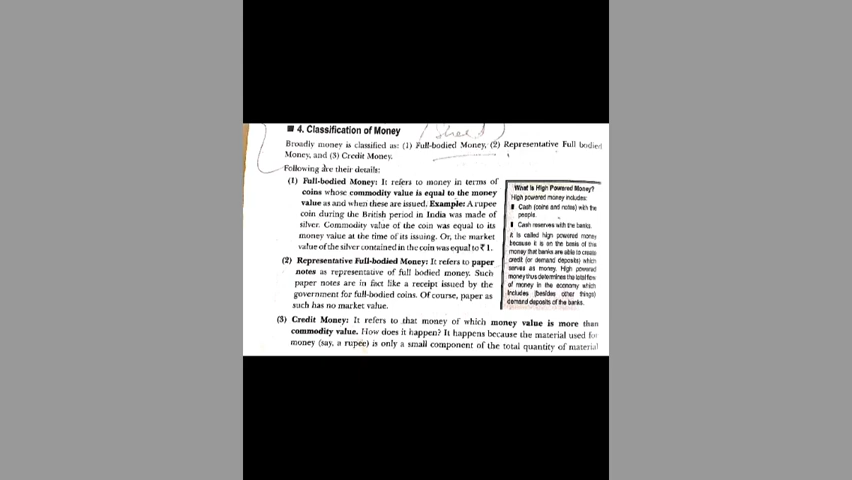 ■ 4. Classification of Money
Broadly money is classified as: (1) Full-bodied Money, (2) Representative Full bodied
Money, and (3) Credit Money.
Following are their details:
(1) Full-bodied Money: It refers to money in terms of
coins whose commodity value is equal to the money
value as and when these are issued. Example: A rupee
coin during the British period in India was made of
silver. Commodity value of the coin was equal to its
money value at the time of its issuing. Or, the market
value of the silver contained in the coin was equal to ₹ 1.
(2) Representative Full-bodied Money: It refers to paper
notes as representative of full bodied money. Such
paper notes are in fact like a receipt issued by the
government for full-bodied coins. Of course, paper as
such has no market value.
What is High Powered Money?
High powered money includes:
■ Cash (coins and notes) with the
people.
■ Cash reserves with the banks.
It is called high powered money
because it is on the basis of this
money that banks are able to create
credit (or demand deposits) which
serves as money. High powered
money thus determines the total flow
of money in the economy which
includes (besides other things)
demand deposits of the banks.
(3) Credit Money: It refers to that money of which money value is more than
commodity value. How does it happen? It happens because the material used for
money (say, a rupee) is only a small component of the total quantity of material